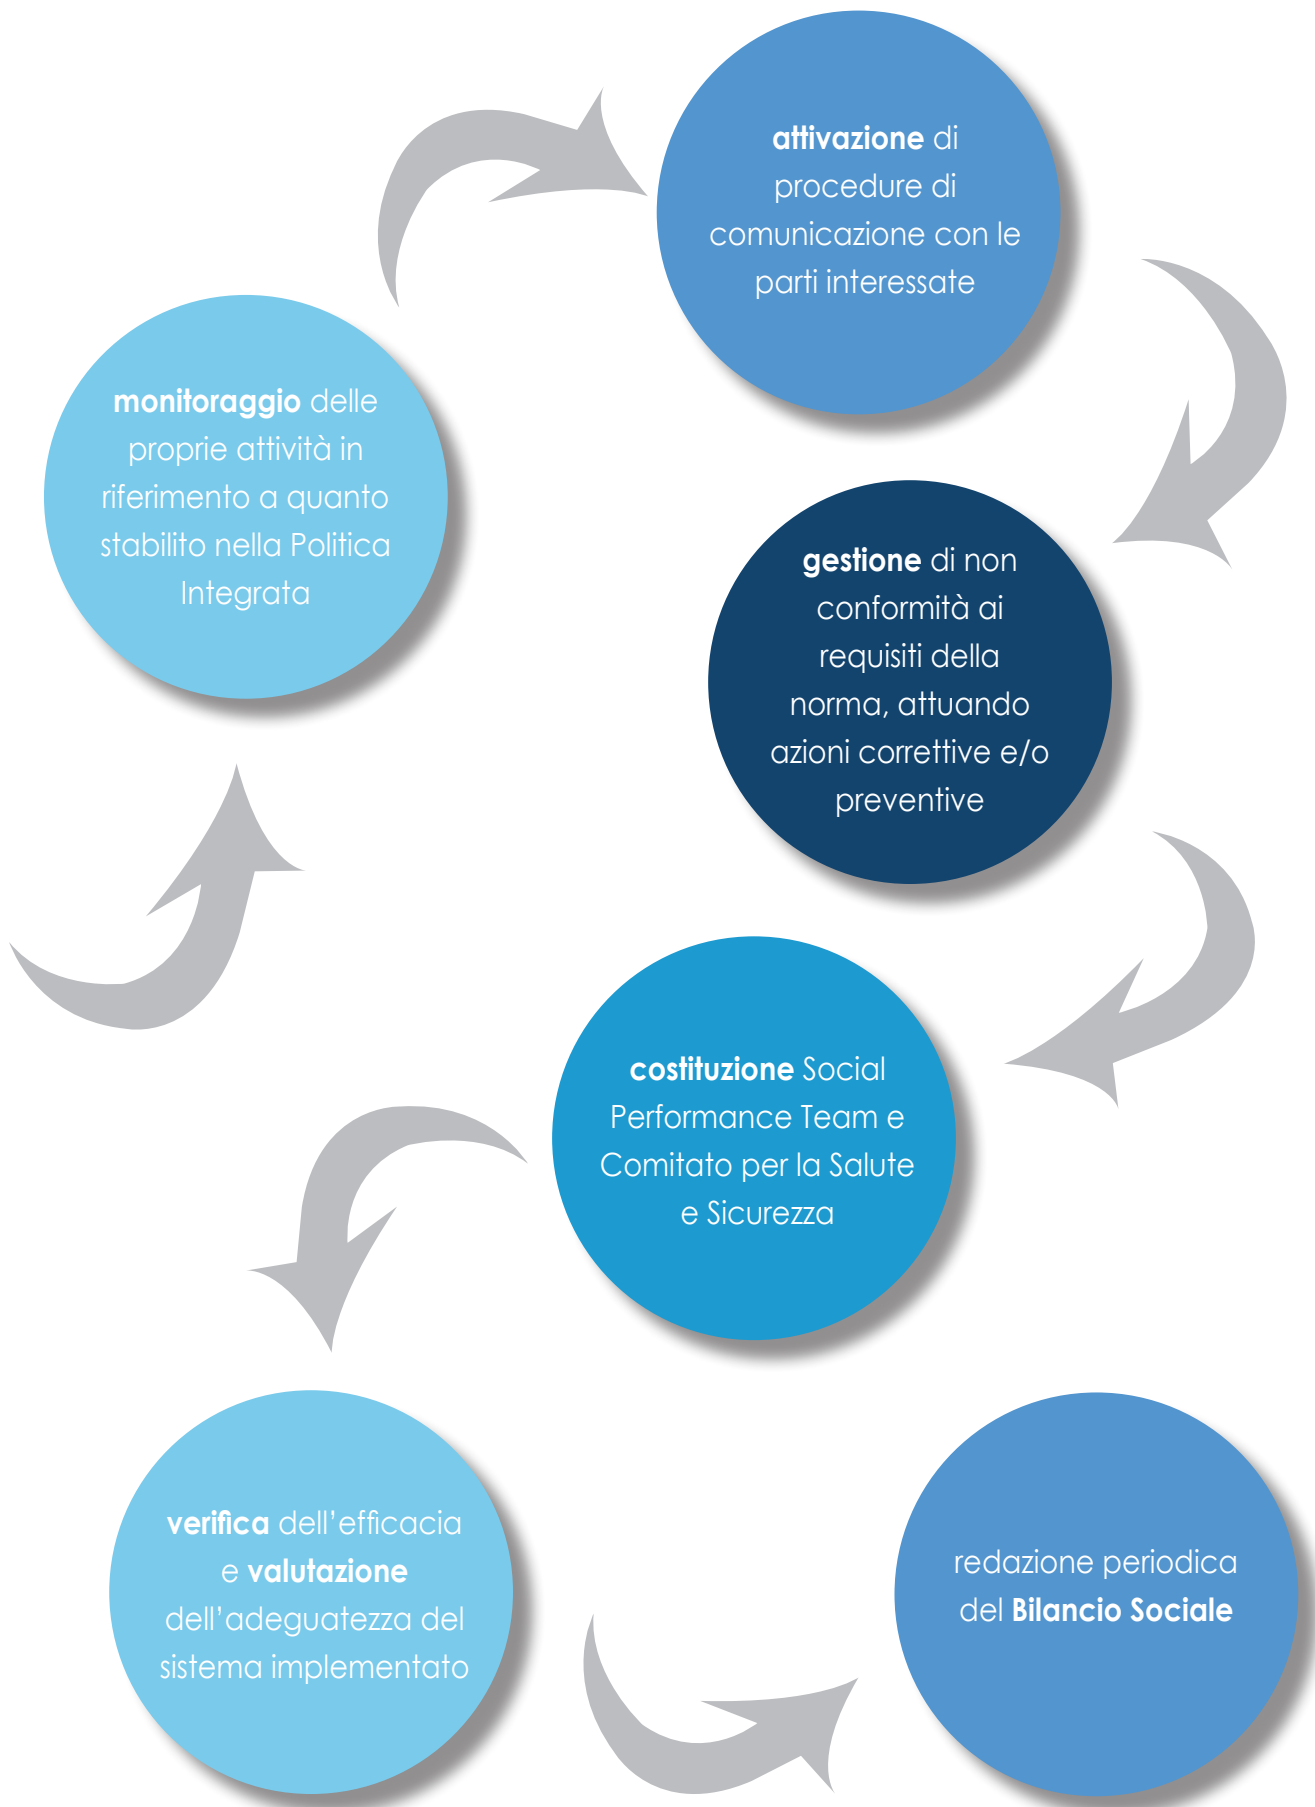 monitoraggio delle
proprie attività in
riferimento a quanto
stabilito nella Politica
Integrata
attivazione di
procedure di
comunicazione con le
parti interessate
gestione di non
conformità ai
requisiti della
norma, attuando
azioni correttive e/o
preventive
costituzione Social
Performance Team e
Comitato per la Salute
e Sicurezza
verifica dell’efficacia
e valutazione
dell’adeguatezza del
sistema implementato
redazione periodica
del Bilancio Sociale